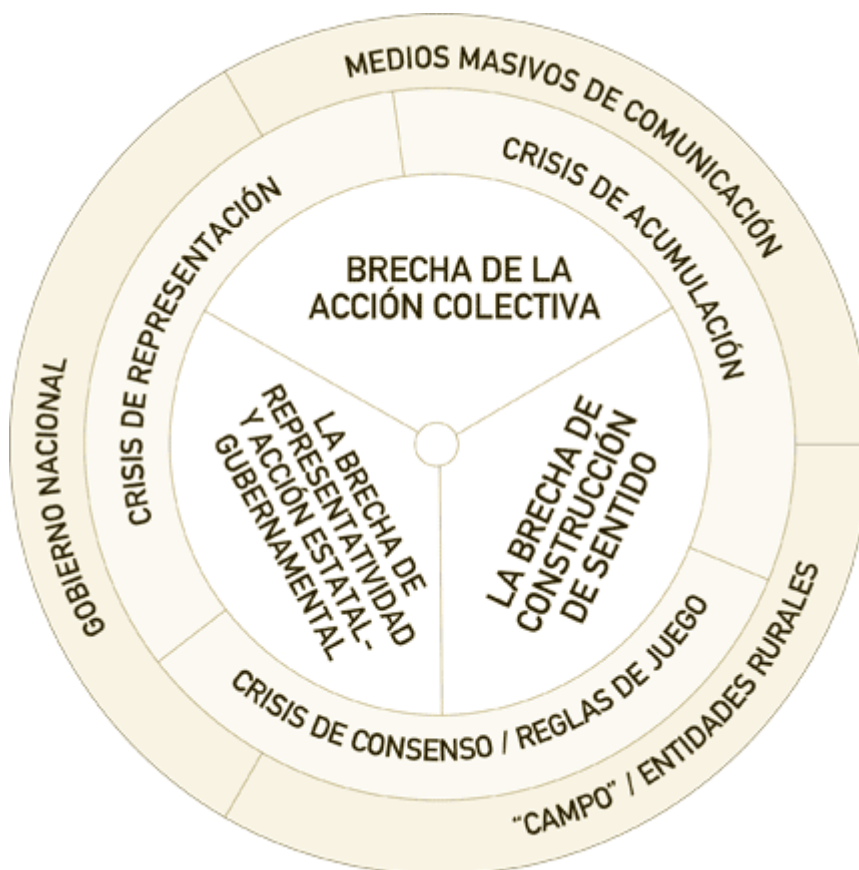 MEDIOS MASIVOS DE COMUNICACIÓN
CRISIS DE ACUMULACIÓN
CRISIS DE REPRESENTACIÓN
GOBIERNO NACIONAL
BRECHA DE LA
ACCIÓN COLECTIVA
LA BRECHA DE
REPRESENTATIVIDAD
Y ACCIÓN ESTATAL-
GUBERNAMENTAL
LA BRECHA DE
CONSTRUCCIÓN
DE SENTIDO
CRISIS DE CONSENSO / REGLAS DE JUEGO
"CAMPO" / ENTIDADES RURALES